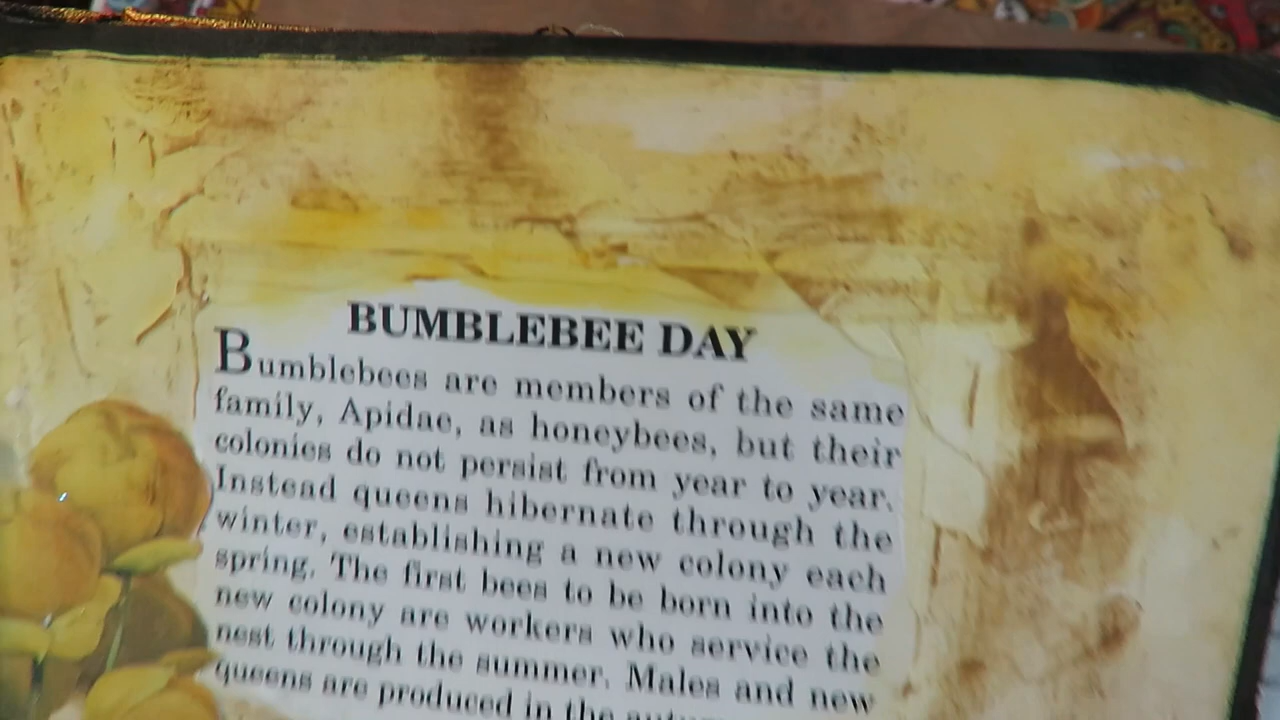 BUMBLEBEE DAY
Bumblebees are members of the same
family, Apidae, as honeybees, but their
colonies do not persist from year to year.
Instead queens hibernate through the
winter, establishing a new colony each
spring. The first bees to be born into the
new colony are workers who service the
nest through the summer. Males and new
queens are produced in the